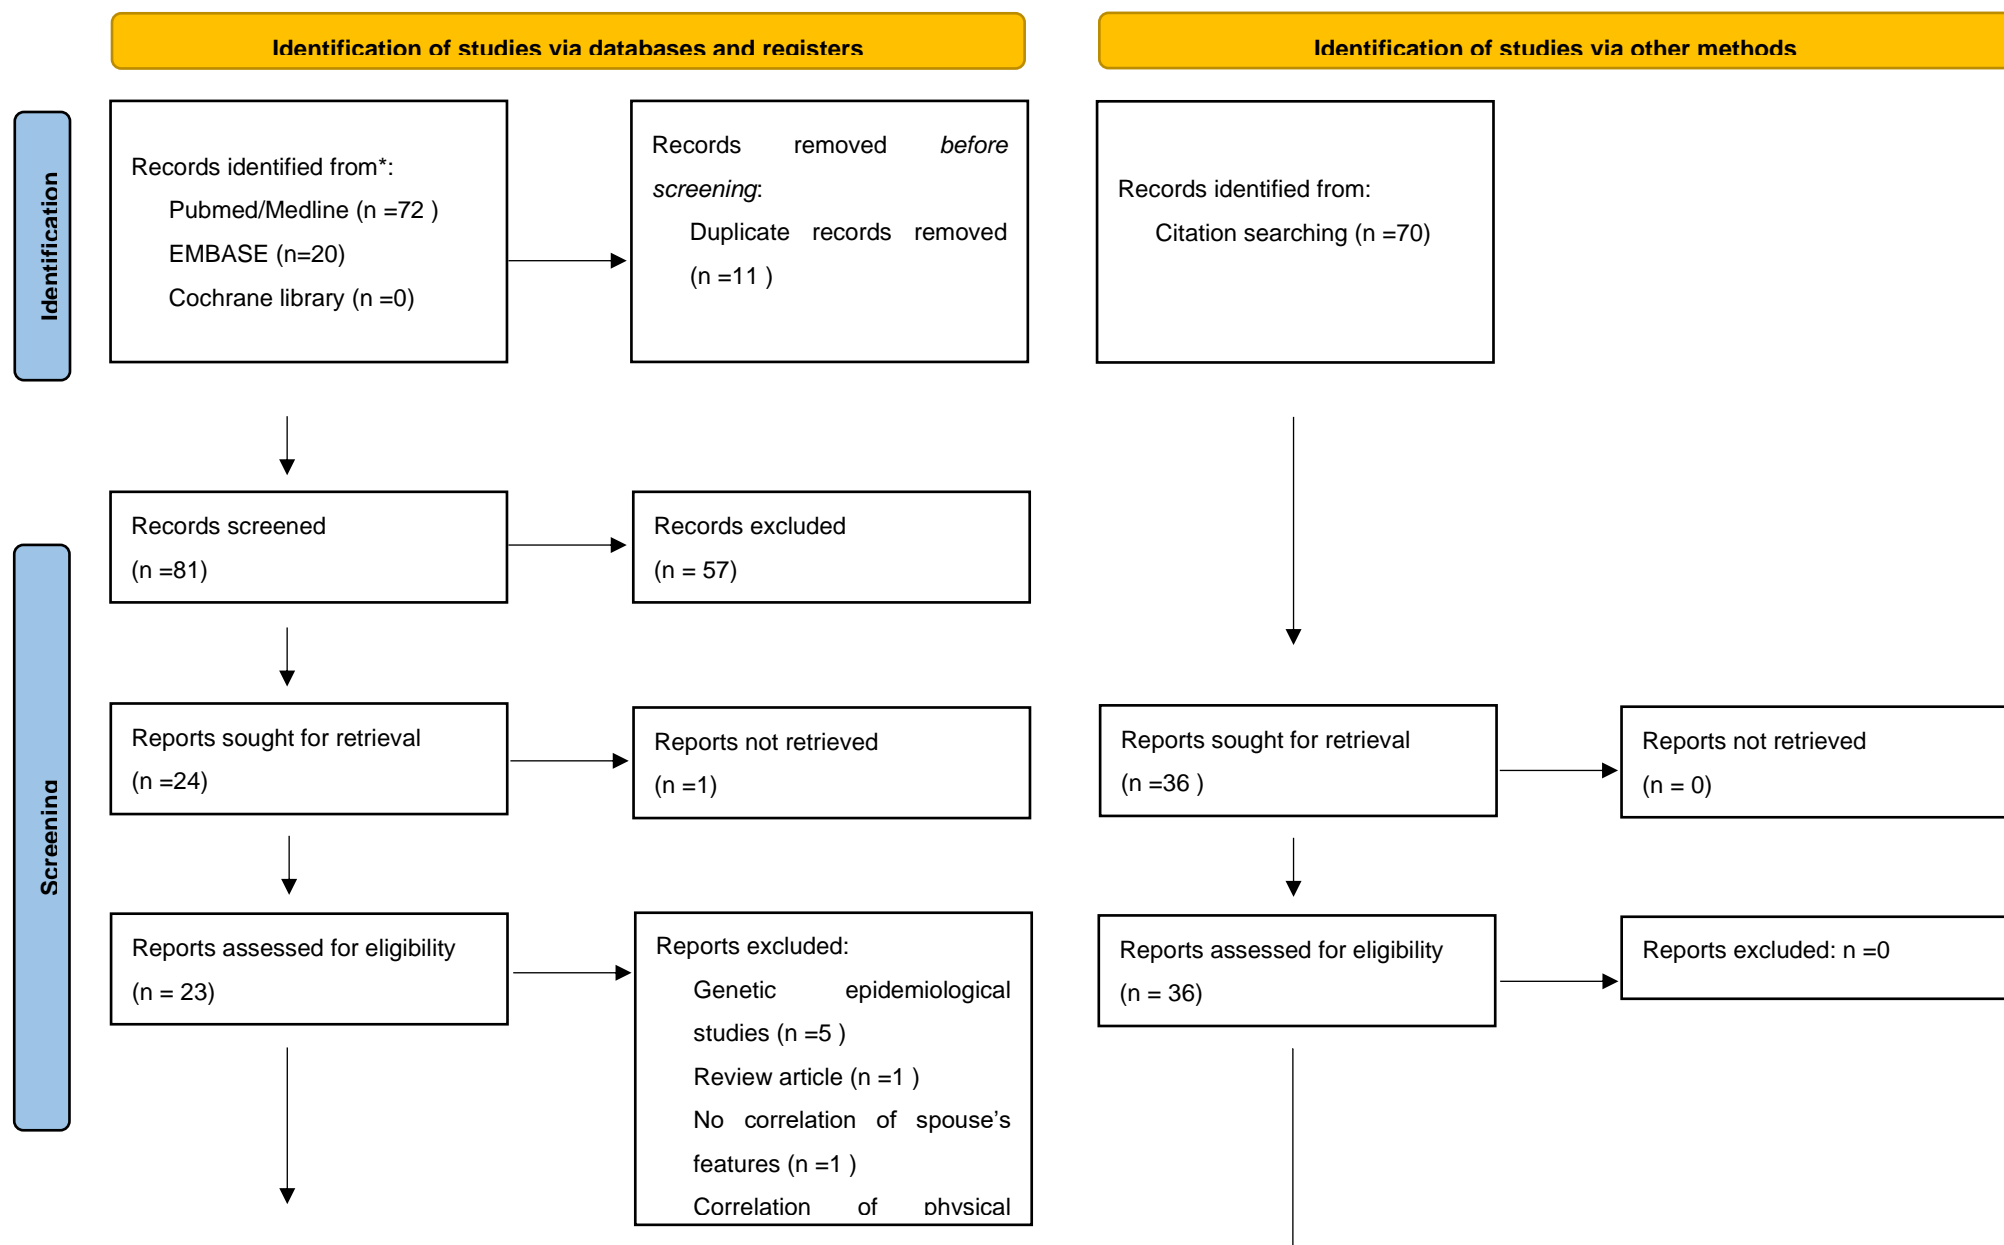 Identification of studies via databases and registers
Identification of studies via other methods
Identification
Records identified from*:
Pubmed/Medline (n =72 )
EMBASE (n=20)
Cochrane library (n =0)
Records removed before
screening:
Duplicate records removed
(n =11 )
Records identified from:
Citation searching (n =70)
Screening
Records screened
(n =81)
Records excluded
(n = 57)
Reports sought for retrieval
(n =24)
Reports not retrieved
(n =1)
Reports sought for retrieval
(n =36 )
Reports not retrieved
(n = 0)
Reports assessed for eligibility
(n = 23)
Reports excluded:
Genetic epidemiological
studies (n =5 )
Review article (n =1 )
No correlation of spouse’s
features (n =1 )
Correlation of physical
Reports assessed for eligibility
(n = 36)
Reports excluded: n =0